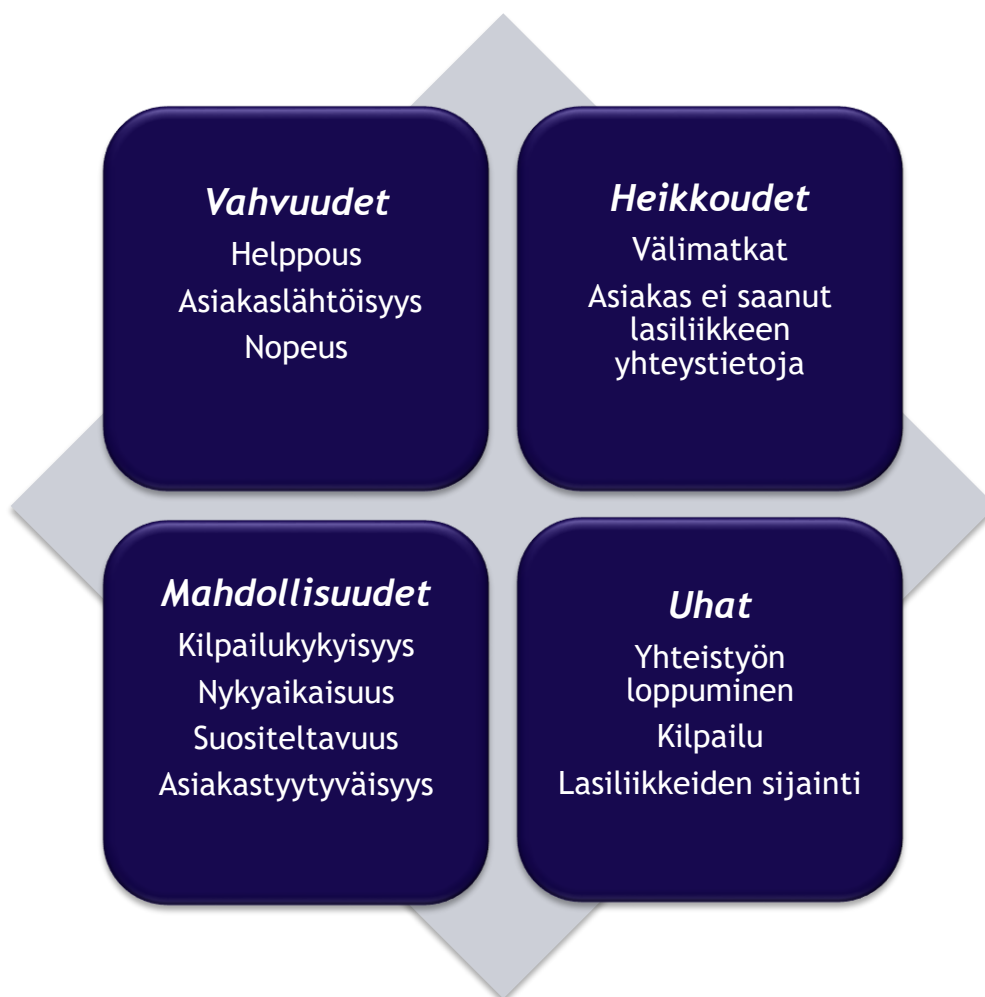 Vahvuudet
Helppous
Asiakaslähtöisyys
Nopeus
Heikkoudet
Välimatkat
Asiakas ei saanut
lasiliikkeen
yhteystietoja
Mahdollisuudet
Kilpailukykyisyys
Nykyaikaisuus
Suositeltavuus
Asiakastyytyväisyys
Uhat
Yhteistyön
loppuminen
Kilpailu
Lasiliikkeiden sijainti